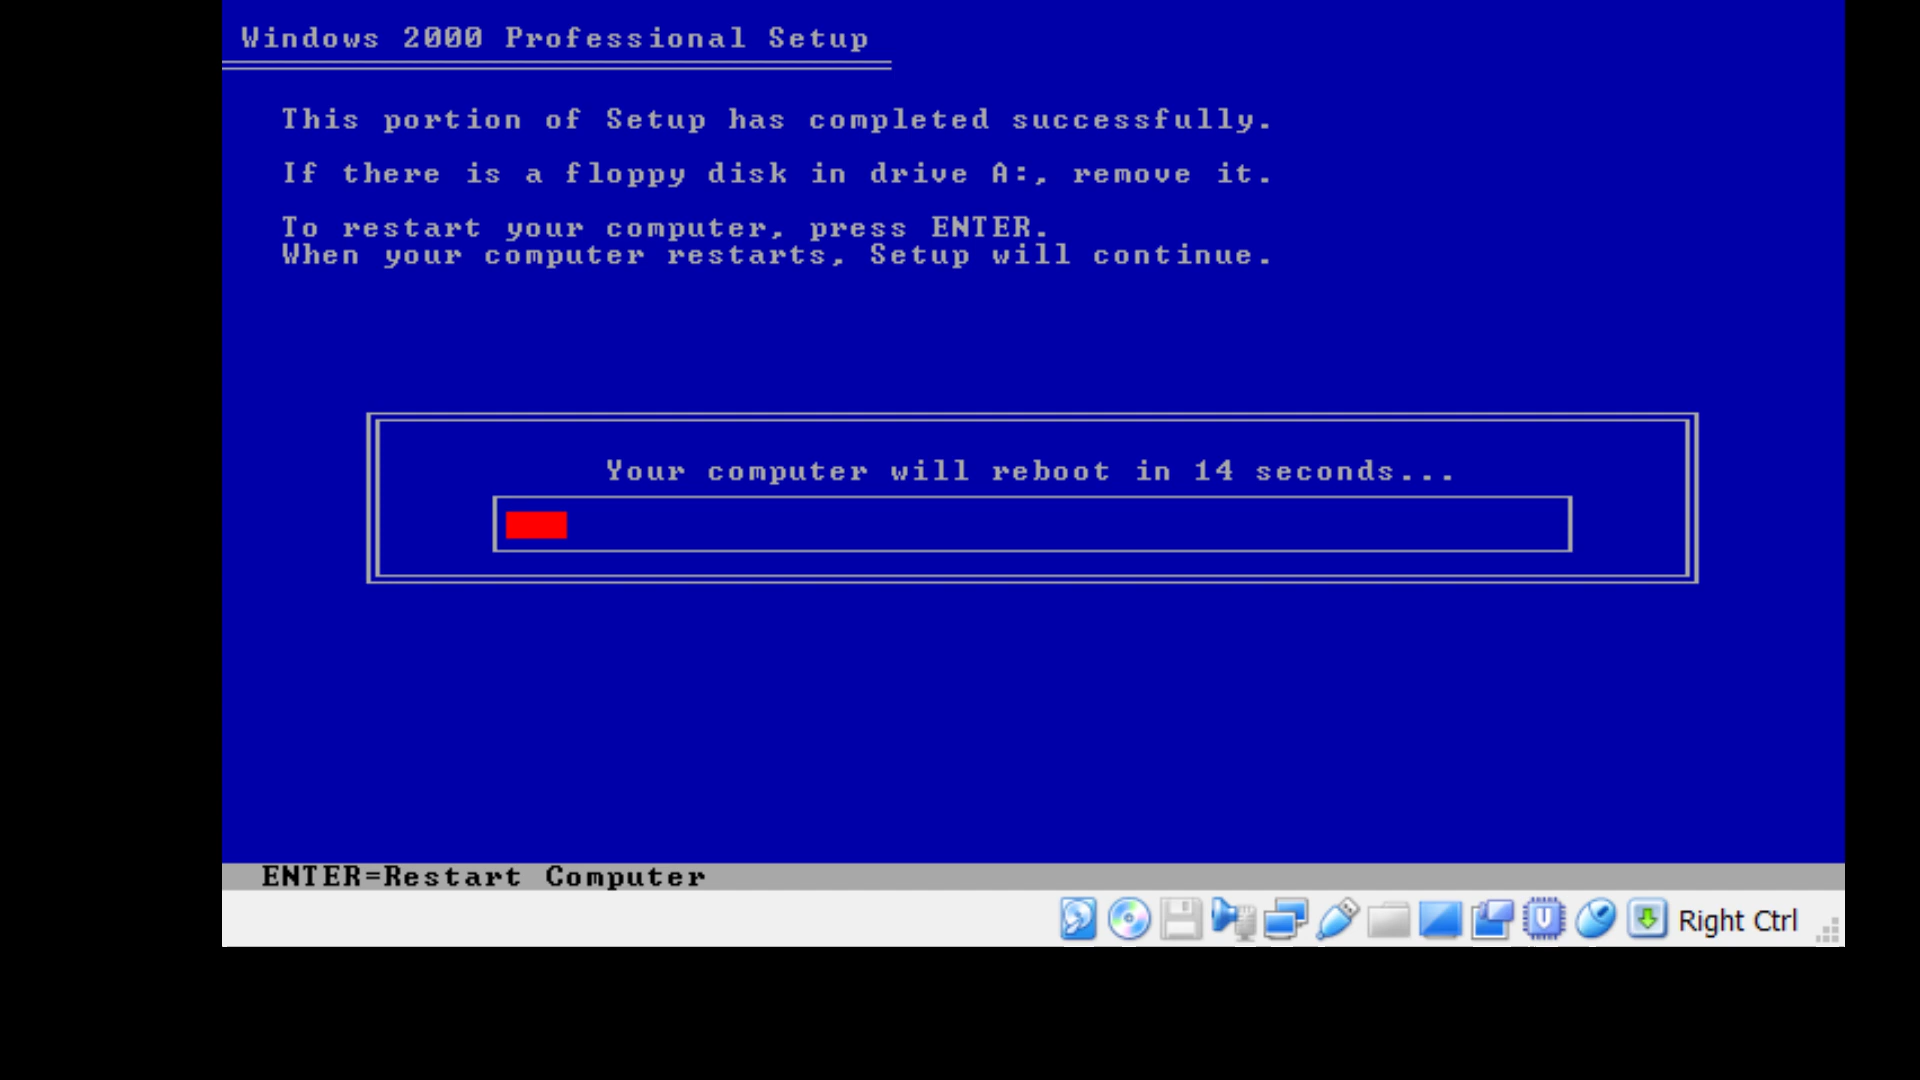 Windows 2000 Professional Setup
This portion of Setup has completed successfully.
If there is a floppy disk in drive A:, remove it.
To restart your computer, press ENTER.
When your computer restarts, Setup will continue.
Your computer will reboot in 14 seconds...
ENTER=Restart Computer
Right Ctrl